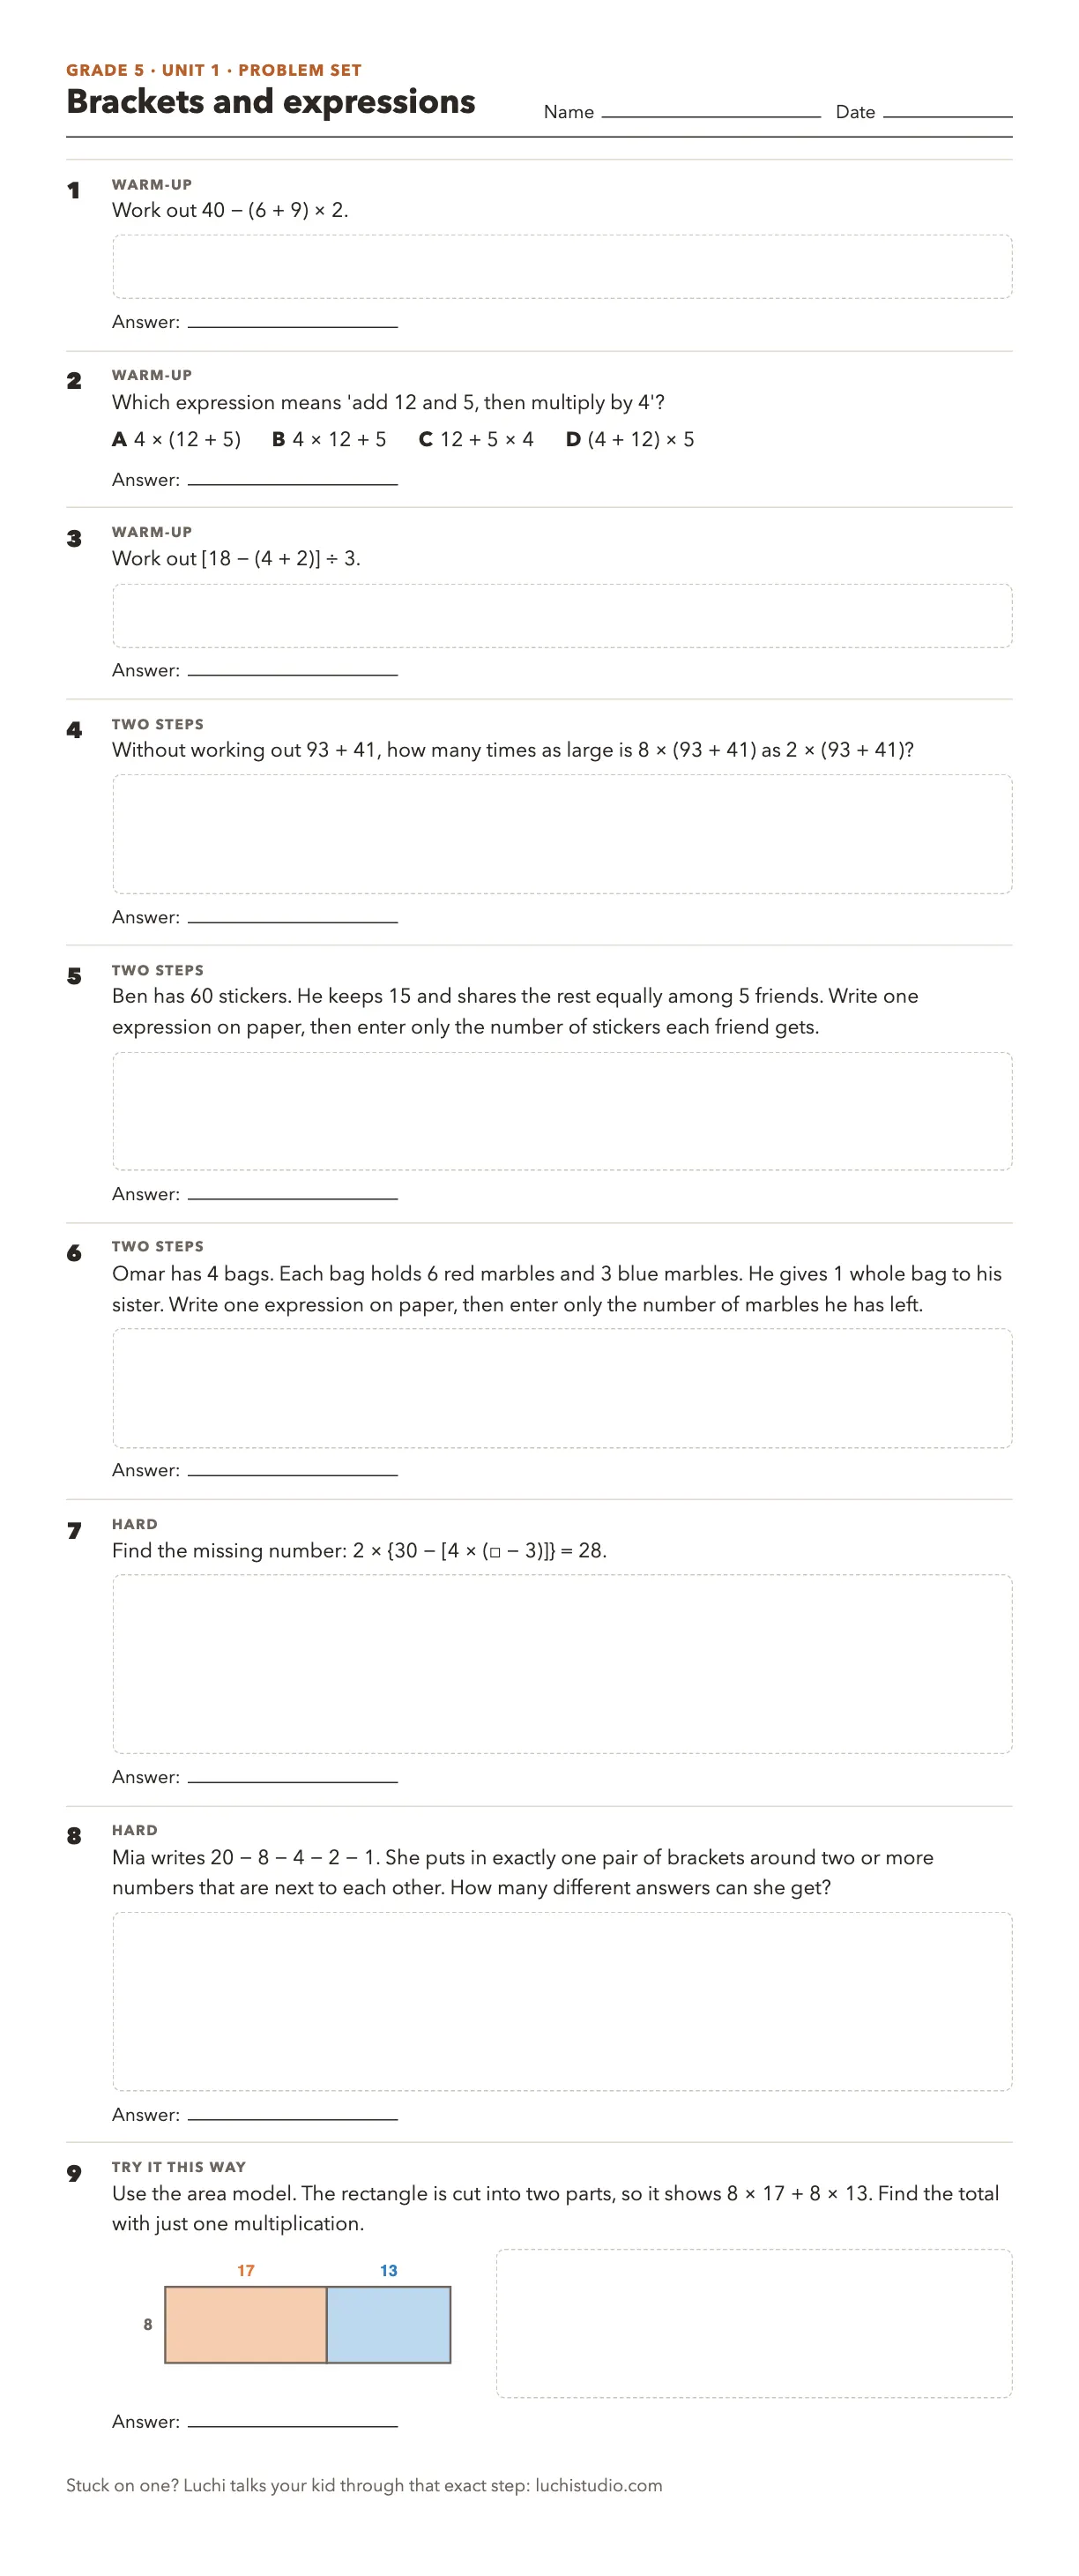 GRADE 5 · UNIT 1 · PROBLEM SET
Brackets and expressions
Name Date
1
WARM-UP
Work out 40 − (6 + 9) × 2.
Answer:
2
WARM-UP
Which expression means 'add 12 and 5, then multiply by 4'?
A 4 × (12 + 5) B 4 × 12 + 5 C 12 + 5 × 4 D (4 + 12) × 5
Answer:
3
WARM-UP
Work out [18 − (4 + 2)] ÷ 3.
Answer:
4
TWO STEPS
Without working out 93 + 41, how many times as large is 8 × (93 + 41) as 2 × (93 + 41)?
Answer:
5
TWO STEPS
Ben has 60 stickers. He keeps 15 and shares the rest equally among 5 friends. Write one
expression on paper, then enter only the number of stickers each friend gets.
Answer:
6
TWO STEPS
Omar has 4 bags. Each bag holds 6 red marbles and 3 blue marbles. He gives 1 whole bag to his
sister. Write one expression on paper, then enter only the number of marbles he has left.
Answer:
7
HARD
Find the missing number: 2 × {30 − [4 × (□ − 3)]} = 28.
Answer:
8
HARD
Mia writes 20 − 8 − 4 − 2 − 1. She puts in exactly one pair of brackets around two or more
numbers that are next to each other. How many different answers can she get?
Answer:
9
TRY IT THIS WAY
Use the area model. The rectangle is cut into two parts, so it shows 8 × 17 + 8 × 13. Find the total
with just one multiplication.
17 13
8
Answer:
Stuck on one? Luchi talks your kid through that exact step: luchistudio.com